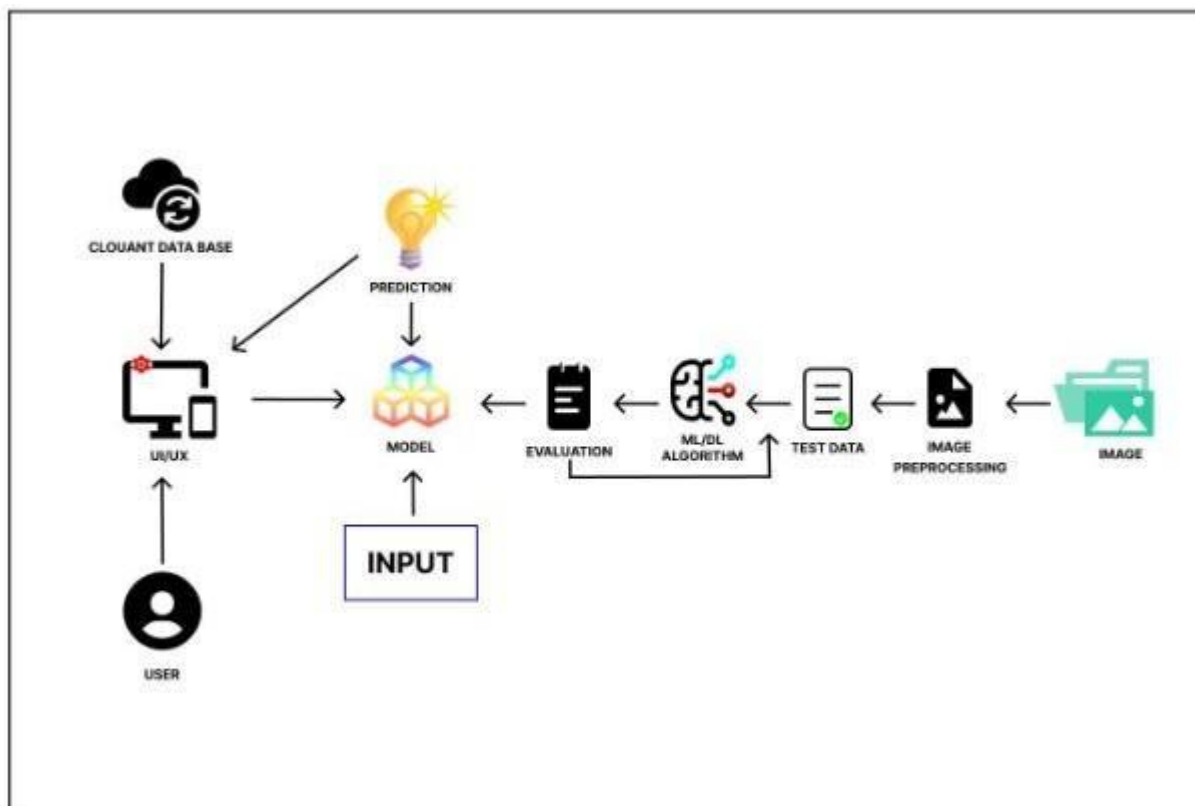 CLOUANT DATA BASE
PREDICTION
UI/UX
MODEL
EVALUATION
ML/DL
ALGORITHM
TEST DATA
IMAGE
PREPROCESSING
IMAGE
INPUT
USER